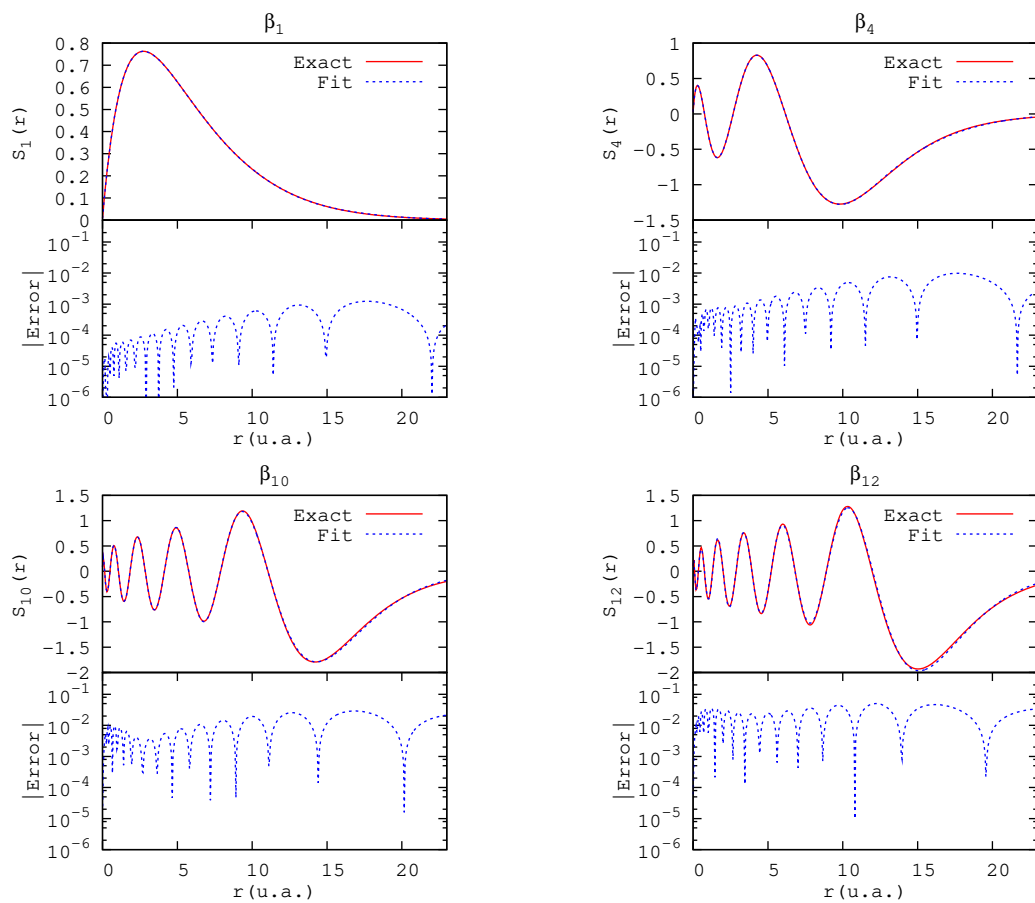 β1
S1(r)
0.8
0.7
0.6
0.5
0.4
0.3
0.2
0.1
0
Exact
Fit
|Error|
10^-1
10^-2
10^-3
10^-4
10^-5
10^-6
0 5 10 15 20
r(u.a.)
β4
S4(r)
1
0.5
0
-0.5
-1
-1.5
Exact
Fit
|Error|
10^-1
10^-2
10^-3
10^-4
10^-5
10^-6
0 5 10 15 20
r(u.a.)
β10
S10(r)
1.5
1
0.5
0
-0.5
-1
-1.5
-2
Exact
Fit
|Error|
10^-1
10^-2
10^-3
10^-4
10^-5
10^-6
0 5 10 15 20
r(u.a.)
β12
S12(r)
1.5
1
0.5
0
-0.5
-1
-1.5
-2
Exact
Fit
|Error|
10^-1
10^-2
10^-3
10^-4
10^-5
10^-6
0 5 10 15 20
r(u.a.)